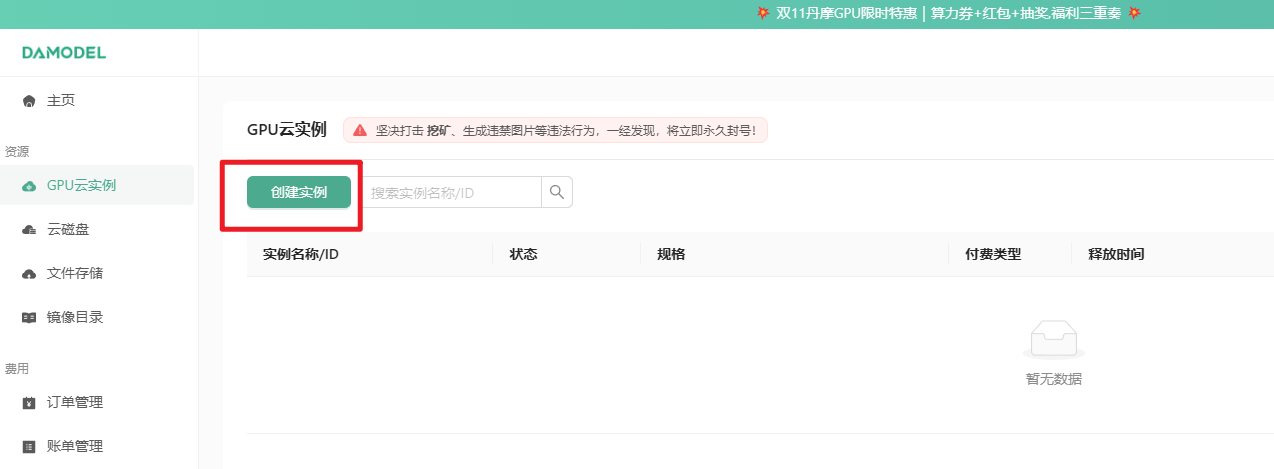 双11丹摩GPU限时特惠 | 算力券+红包+抽奖,福利三重奏
DAMODEL
主页
资源
GPU云实例
云磁盘
文件存储
镜像目录
费用
订单管理
账单管理
GPU云实例
坚决打击 挖矿、生成违禁图片等违法行为，一经发现，将立即永久封号！
创建实例
搜索实例名称/ID
实例名称/ID 状态 规格 付费类型 释放时间
暂无数据